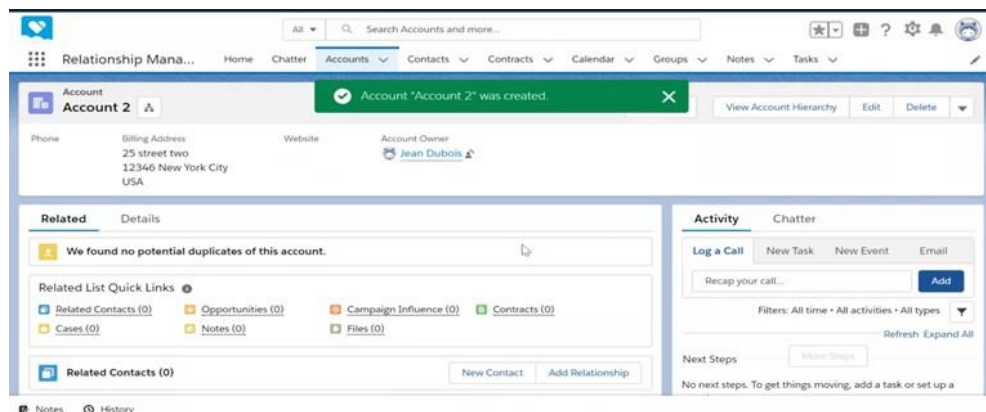 All Search Accounts and more...
Relationship Mana... Home Chatter Accounts Contacts Contracts Calendar Groups Notes Tasks
Account
Account 2
Account "Account 2" was created.
View Account Hierarchy Edit Delete
Phone Billing Address Website Account Owner
25 street two Jean Dubois
12346 New York City
USA
Related Details
We found no potential duplicates of this account.
Related List Quick Links
Related Contacts (0) Opportunities (0) Campaign Influence (0) Contracts (0)
Cases (0) Notes (0) Files (0)
Related Contacts (0) New Contact Add Relationship
Activity Chatter
Log a Call New Task New Event Email
Recap your call... Add
Filters: All time • All activities • All types
Refresh Expand All
Next Steps More Steps
No next steps. To get things moving, add a task or set up a
Notes History